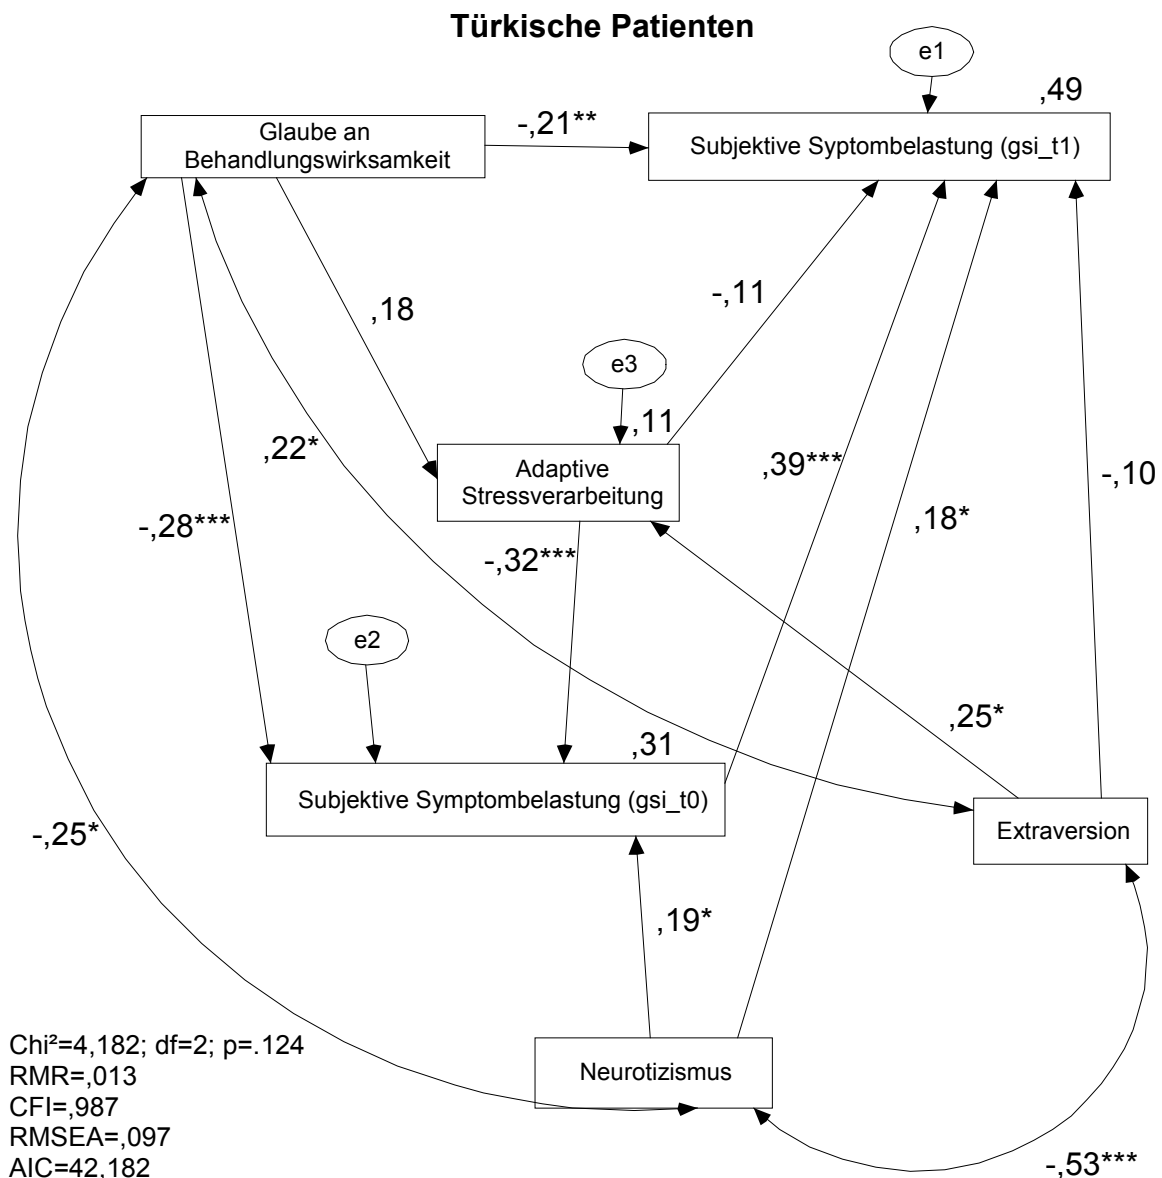 Türkische Patienten
e1
,49
Glaube an
Behandlungswirksamkeit
-,21**
Subjektive Syptombelastung (gsi_t1)
,18
-,11
e3
,11
,22*
Adaptive
Stressverarbeitung
,39***
-,10
-,28***
,18*
-,32***
e2
,25*
,31
Subjektive Symptombelastung (gsi_t0)
Extraversion
-,25*
,19*
Chi²=4,182; df=2; p=.124
RMR=,013
CFI=,987
RMSEA=,097
AIC=42,182
Neurotizismus
-,53***